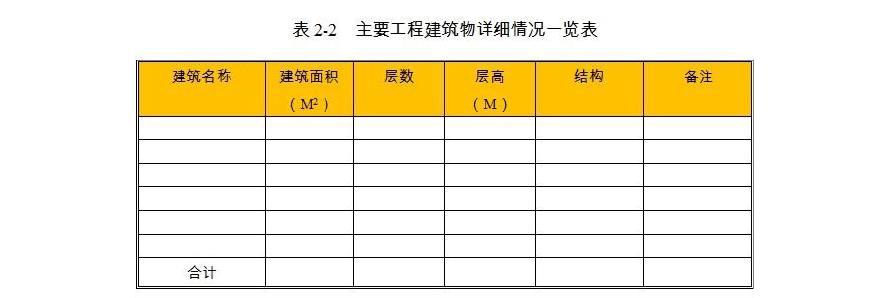 表 2-2 主要工程建筑物详细情况一览表
建筑名称 建筑面积 层数 层高 结构 备注
（M²） （M）
合计